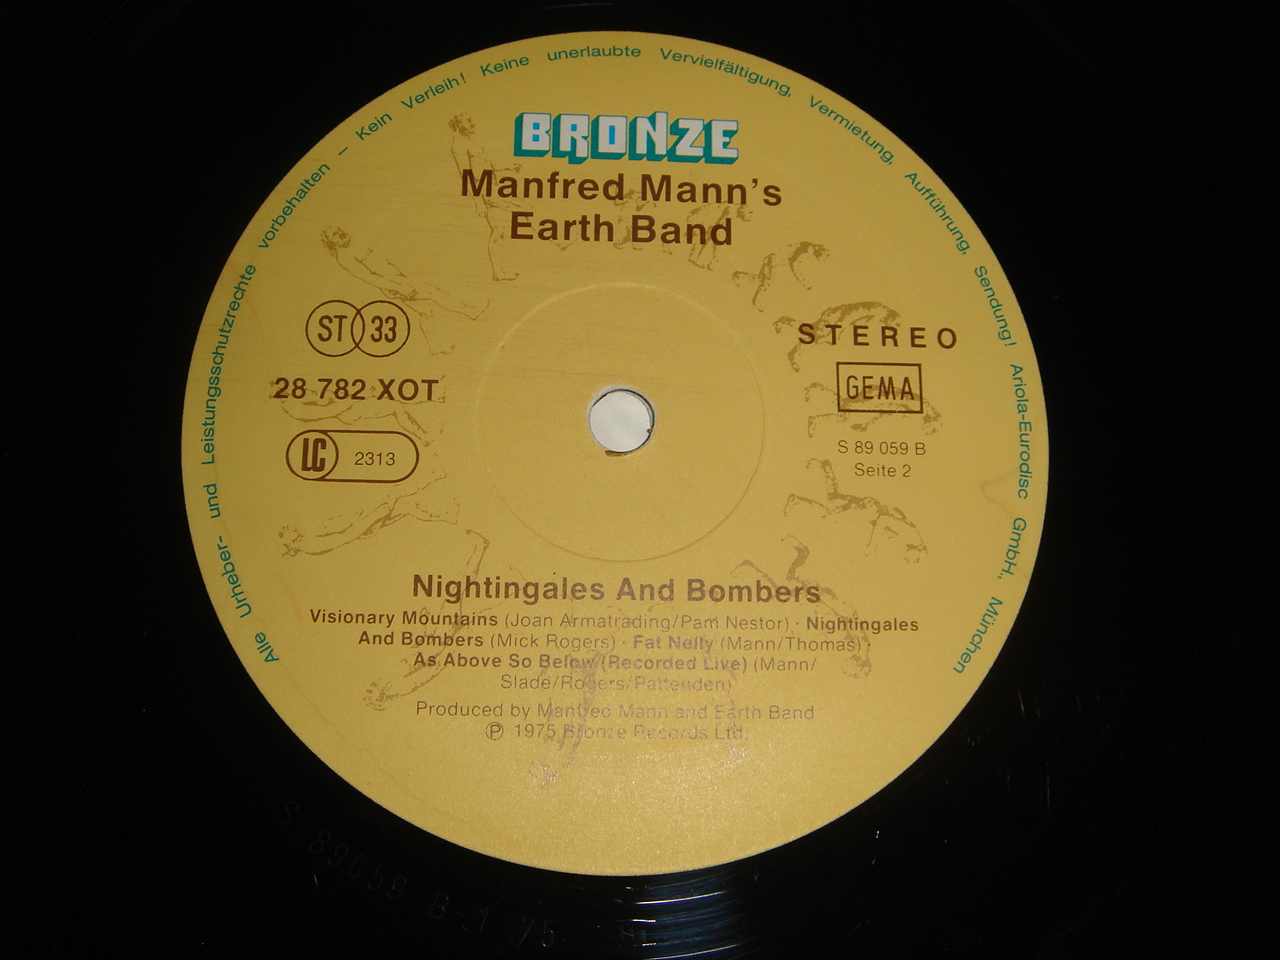 Alle Urheber- und Leistungsschutzrechte vorbehalten – Kein Verleih! Keine unerlaubte Vervielfältigung, Vermietung, Aufführung, Sendung! Ariola-Eurodisc GmbH., München
BRONZE
Manfred Mann's
Earth Band
ST 33
STEREO
28 782 XOT
GEMA
LC 2313
S 89 059 B
Seite 2
Nightingales And Bombers
Visionary Mountains (Joan Armatrading/Pam Nestor) · Nightingales
And Bombers (Mick Rogers) · Fat Nelly (Mann/Thomas)
As Above So Below (Recorded Live) (Mann/
Slade/Rogers/Pattenden)
Produced by Manfred Mann and Earth Band
Ⓟ 1975 Bronze Records Ltd.
S 89059 B-1 75